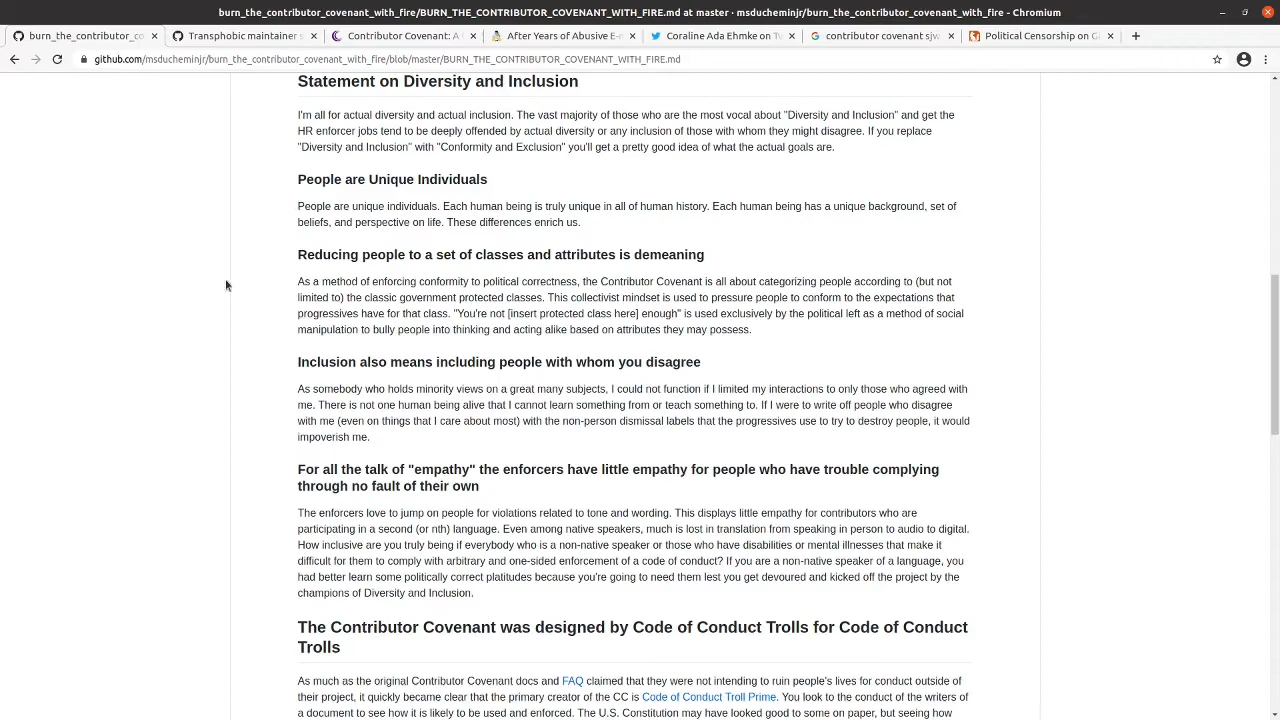 burn_the_contributor_covenant_with_fire/BURN_THE_CONTRIBUTOR_COVENANT_WITH_FIRE.md at master · msducheminjr/burn_the_contributor_covenant_with_fire - Chromium
burn_the_contributor_co
Transphobic maintainer s
Contributor Covenant: A C
After Years of Abusive E-m
Coraline Ada Ehmke on Tw
contributor covenant sjw
Political Censorship on G
github.com/msducheminjr/burn_the_contributor_covenant_with_fire/blob/master/BURN_THE_CONTRIBUTOR_COVENANT_WITH_FIRE.md
Statement on Diversity and Inclusion
I'm all for actual diversity and actual inclusion. The vast majority of those who are the most vocal about "Diversity and Inclusion" and get the
HR enforcer jobs tend to be deeply offended by actual diversity or any inclusion of those with whom they might disagree. If you replace
"Diversity and Inclusion" with "Conformity and Exclusion" you'll get a pretty good idea of what the actual goals are.
People are Unique Individuals
People are unique individuals. Each human being is truly unique in all of human history. Each human being has a unique background, set of
beliefs, and perspective on life. These differences enrich us.
Reducing people to a set of classes and attributes is demeaning
As a method of enforcing conformity to political correctness, the Contributor Covenant is all about categorizing people according to (but not
limited to) the classic government protected classes. This collectivist mindset is used to pressure people to conform to the expectations that
progressives have for that class. "You're not [insert protected class here] enough" is used exclusively by the political left as a method of social
manipulation to bully people into thinking and acting alike based on attributes they may possess.
Inclusion also means including people with whom you disagree
As somebody who holds minority views on a great many subjects, I could not function if I limited my interactions to only those who agreed with
me. There is not one human being alive that I cannot learn something from or teach something to. If I were to write off people who disagree
with me (even on things that I care about most) with the non-person dismissal labels that the progressives use to try to destroy people, it would
impoverish me.
For all the talk of "empathy" the enforcers have little empathy for people who have trouble complying
through no fault of their own
The enforcers love to jump on people for violations related to tone and wording. This displays little empathy for contributors who are
participating in a second (or nth) language. Even among native speakers, much is lost in translation from speaking in person to audio to digital.
How inclusive are you truly being if everybody who is a non-native speaker or those who have disabilities or mental illnesses that make it
difficult for them to comply with arbitrary and one-sided enforcement of a code of conduct? If you are a non-native speaker of a language, you
had better learn some politically correct platitudes because you're going to need them lest you get devoured and kicked off the project by the
champions of Diversity and Inclusion.
The Contributor Covenant was designed by Code of Conduct Trolls for Code of Conduct
Trolls
As much as the original Contributor Covenant docs and FAQ claimed that they were not intending to ruin people's lives for conduct outside of
their project, it quickly became clear that the primary creator of the CC is Code of Conduct Troll Prime. You look to the conduct of the writers of
a document to see how it is likely to be used and enforced. The U.S. Constitution may have looked good to some on paper, but seeing how